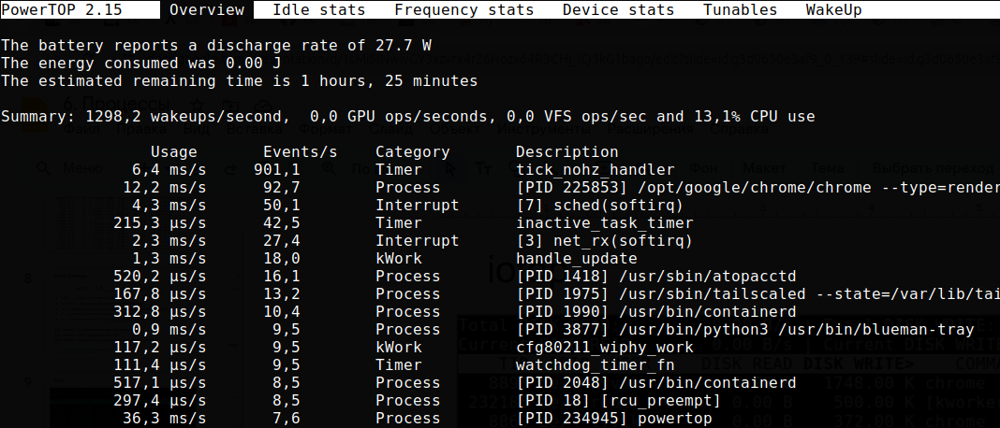 PowerTOP 2.15 Overview Idle stats Frequency stats Device stats Tunables WakeUp
The battery reports a discharge rate of 27.7 W
The energy consumed was 0.00 J
The estimated remaining time is 1 hours, 25 minutes
Summary: 1298,2 wakeups/second, 0,0 GPU ops/seconds, 0,0 VFS ops/sec and 13,1% CPU use
Usage Events/s Category Description
6,4 ms/s 901,1 Timer tick_nohz_handler
12,2 ms/s 92,7 Process [PID 225853] /opt/google/chrome/chrome --type=render
4,3 ms/s 50,1 Interrupt [7] sched(softirq)
215,3 µs/s 42,5 Timer inactive_task_timer
2,3 ms/s 27,4 Interrupt [3] net_rx(softirq)
1,3 ms/s 18,0 kWork handle_update
520,2 µs/s 16,1 Process [PID 1418] /usr/sbin/atopacctd
167,8 µs/s 13,2 Process [PID 1975] /usr/sbin/tailscaled --state=/var/lib/tai
312,8 µs/s 10,4 Process [PID 1990] /usr/bin/containerd
0,9 ms/s 9,5 Process [PID 3877] /usr/bin/python3 /usr/bin/blueman-tray
117,2 µs/s 9,5 kWork cfg80211_wiphy_work
111,4 µs/s 9,5 Timer watchdog_timer_fn
517,1 µs/s 8,5 Process [PID 2048] /usr/bin/containerd
297,4 µs/s 8,5 Process [PID 18] [rcu_preempt]
36,3 ms/s 7,6 Process [PID 234945] powertop